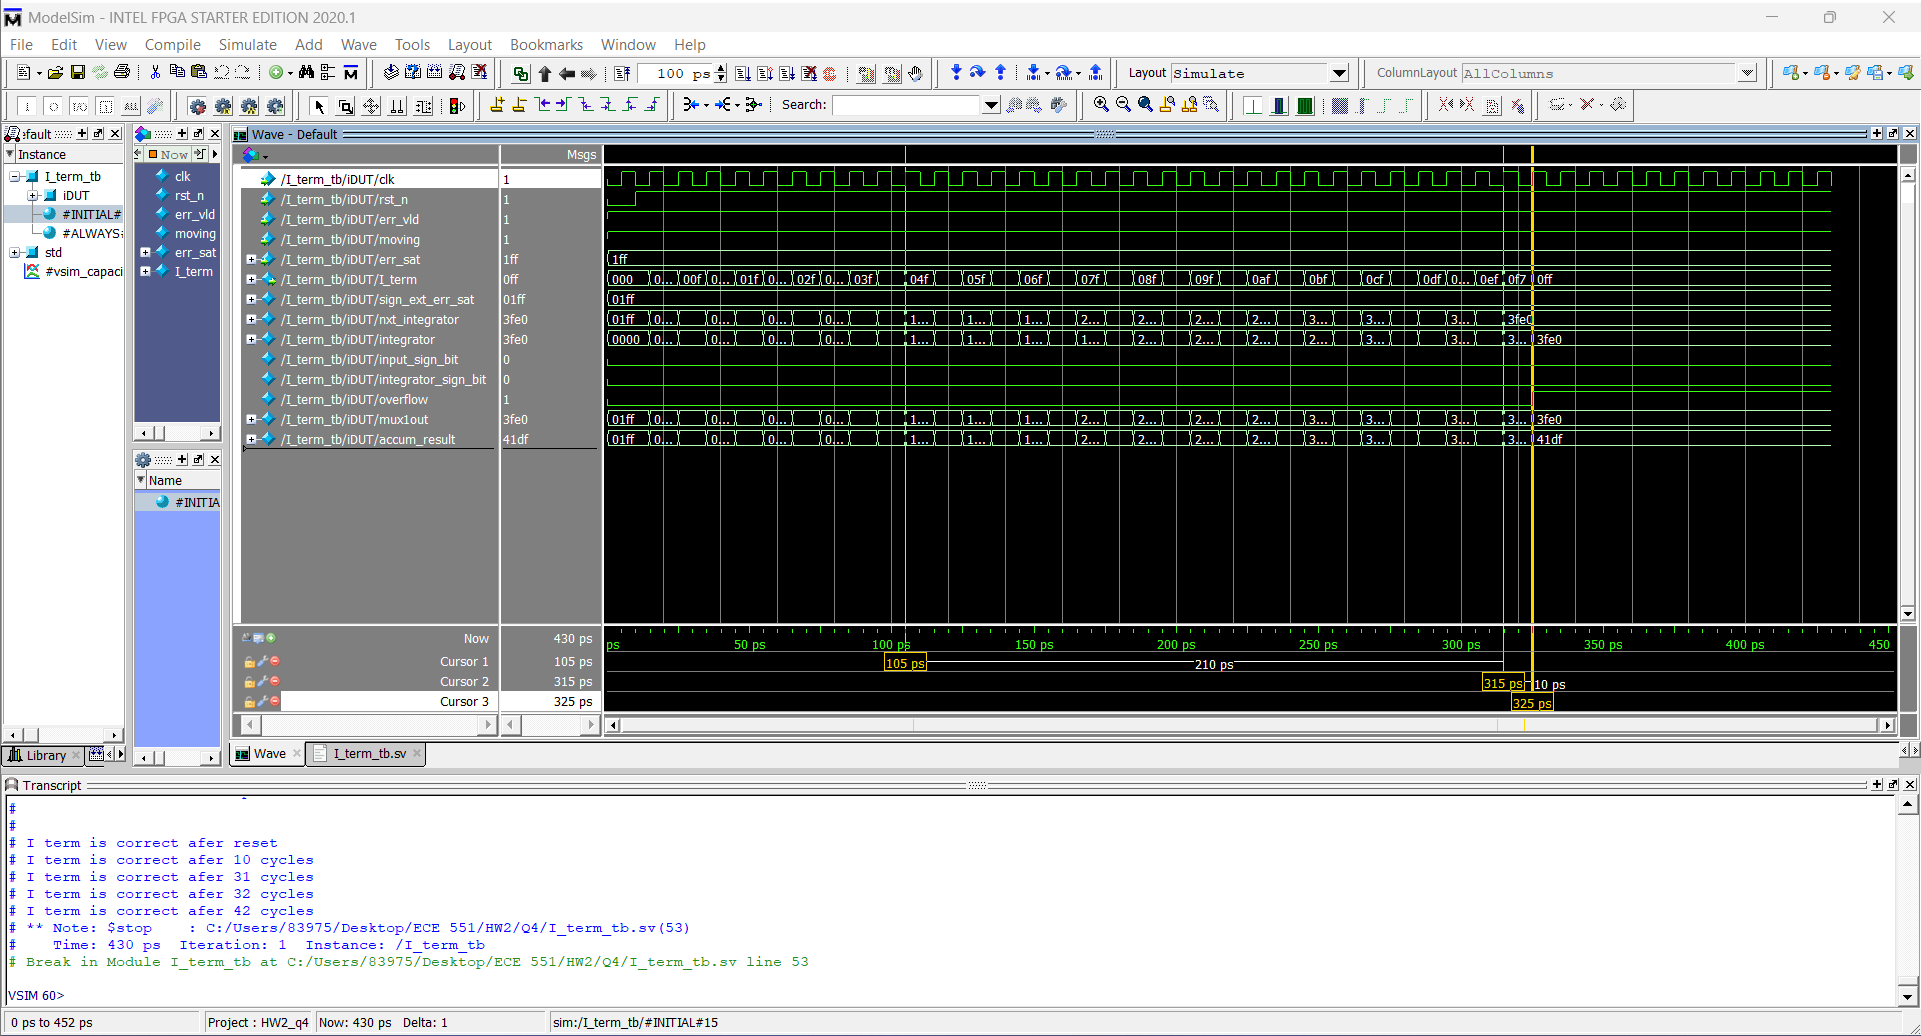 ModelSim - INTEL FPGA STARTER EDITION 2020.1
File Edit View Compile Simulate Add Wave Tools Layout Bookmarks Window Help
100 ps
Layout Simulate
ColumnLayout AllColumns
Search:
Instance
I_term_tb
iDUT
#INITIAL#
#ALWAYS:
std
#vsim_capaci
Library
Now
clk
rst_n
err_vld
moving
err_sat
I_term
Name
#INITIA
Wave - Default
Msgs
/I_term_tb/iDUT/clk 1
/I_term_tb/iDUT/rst_n 1
/I_term_tb/iDUT/err_vld 1
/I_term_tb/iDUT/moving 1
/I_term_tb/iDUT/err_sat 1ff 1ff
/I_term_tb/iDUT/I_term 0ff 000 0... 00f 0... 01f 0... 02f 0... 03f 04f 05f 06f 07f 08f 09f 0af 0bf 0cf 0df 0... 0ef 0f7 0ff
/I_term_tb/iDUT/sign_ext_err_sat 01ff 01ff
/I_term_tb/iDUT/nxt_integrator 3fe0 01ff 0... 0... 0... 0... 1... 1... 1... 2... 2... 2... 2... 3... 3... 3... 3fe0
/I_term_tb/iDUT/integrator 3fe0 0000 0... 0... 0... 0... 1... 1... 1... 1... 2... 2... 2... 2... 3... 3... 3... 3fe0
/I_term_tb/iDUT/input_sign_bit 0
/I_term_tb/iDUT/integrator_sign_bit 0
/I_term_tb/iDUT/overflow 1
/I_term_tb/iDUT/mux1out 3fe0 01ff 0... 0... 0... 0... 1... 1... 1... 2... 2... 2... 2... 3... 3... 3... 3... 3fe0
/I_term_tb/iDUT/accum_result 41df 01ff 0... 0... 0... 0... 1... 1... 1... 2... 2... 2... 2... 3... 3... 3... 3... 41df
Now 430 ps
ps 50 ps 100 ps 150 ps 200 ps 250 ps 300 ps 350 ps 400 ps 450
Cursor 1 105 ps 105 ps 210 ps
Cursor 2 315 ps 315 ps 10 ps
Cursor 3 325 ps 325 ps
Wave I_term_tb.sv
Transcript
#
#
# I term is correct afer reset
# I term is correct afer 10 cycles
# I term is correct afer 31 cycles
# I term is correct afer 32 cycles
# I term is correct afer 42 cycles
# ** Note: $stop : C:/Users/83975/Desktop/ECE 551/HW2/Q4/I_term_tb.sv(53)
# Time: 430 ps Iteration: 1 Instance: /I_term_tb
# Break in Module I_term_tb at C:/Users/83975/Desktop/ECE 551/HW2/Q4/I_term_tb.sv line 53
VSIM 60>
0 ps to 452 ps Project : HW2_q4 Now: 430 ps Delta: 1 sim:/I_term_tb/#INITIAL#15